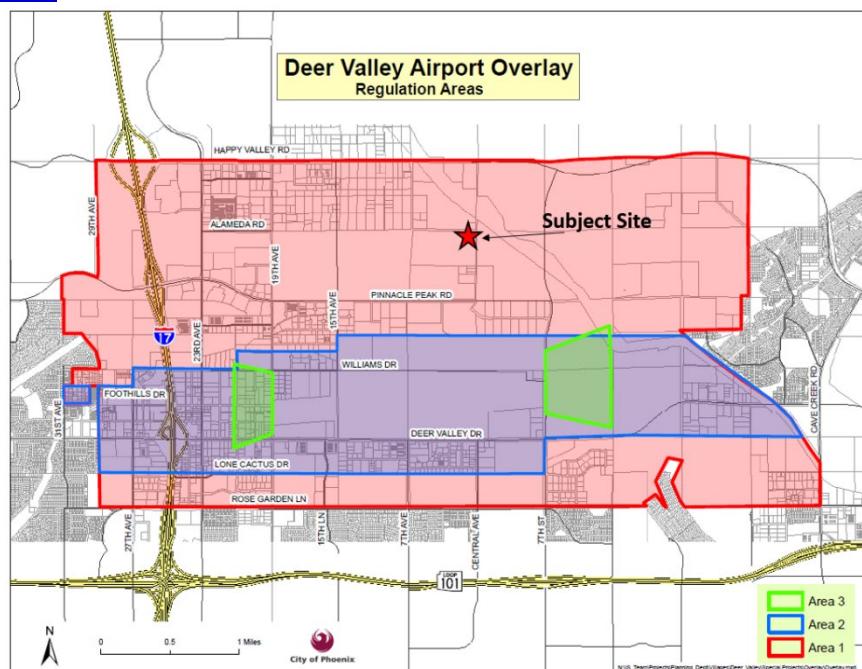 Deer Valley Airport Overlay
Regulation Areas
HAPPY VALLEY RD
29TH AVE
ALAMEDA RD
19TH AVE
Subject Site
PINNACLE PEAK RD
15TH AVE
17
23RD AVE
WILLIAMS DR
FOOTHILLS DR
31ST AVE
CAVE CREEK RD
DEER VALLEY DR
LONE CACTUS DR
ROSE GARDEN LN
27TH AVE
15TH LN
7TH AVE
CENTRAL AVE
7TH ST
LOOP
101
N
0 0.5 1 Miles
City of Phoenix
Area 3
Area 2
Area 1